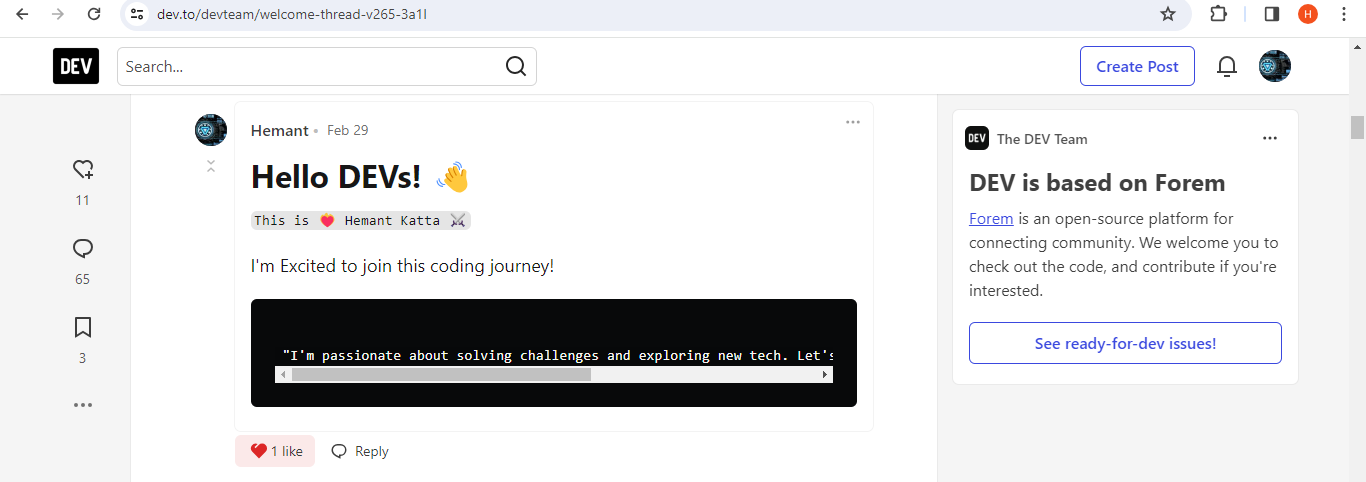 dev.to/devteam/welcome-thread-v265-3a1l
H
DEV
Search...
Create Post
Hemant • Feb 29
Hello DEVs! 👋
This is ❤️‍🔥 Hemant Katta ⚔️
I'm Excited to join this coding journey!
"I'm passionate about solving challenges and exploring new tech. Let's
1 like
Reply
11
65
3
DEV
The DEV Team
DEV is based on Forem
Forem is an open-source platform for
connecting community. We welcome you to
check out the code, and contribute if you're
interested.
See ready-for-dev issues!